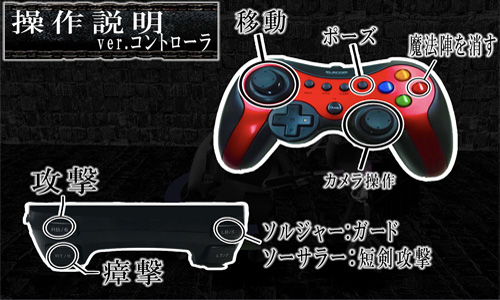 操作説明
ver.コントローラ
移動
ポーズ
魔法陣を消す
カメラ操作
攻撃
瘴撃
ソルジャー:ガード
ソーサラー:短剣攻撃